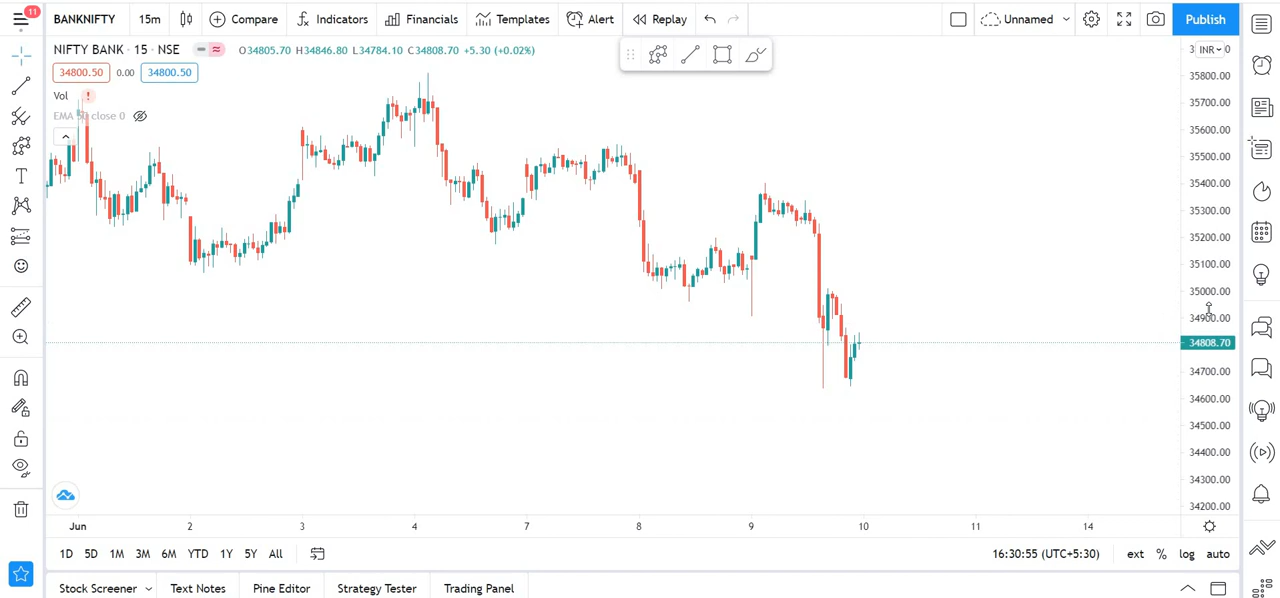 11
BANKNIFTY 15m Compare Indicators Financials Templates Alert Replay Unnamed Publish
NIFTY BANK · 15 · NSE O34805.70 H34846.80 L34784.10 C34808.70 +5.30 (+0.02%)
INR
34800.50 0.00 34800.50
Vol !
EMA 50 close 0
35800.00
35700.00
35600.00
35500.00
35400.00
35300.00
35200.00
35100.00
35000.00
34900.00
34808.70
34700.00
34600.00
34500.00
34400.00
34300.00
34200.00
Jun 2 3 4 7 8 9 10 11 14
1D 5D 1M 3M 6M YTD 1Y 5Y All 16:30:55 (UTC+5:30) ext % log auto
Stock Screener Text Notes Pine Editor Strategy Tester Trading Panel